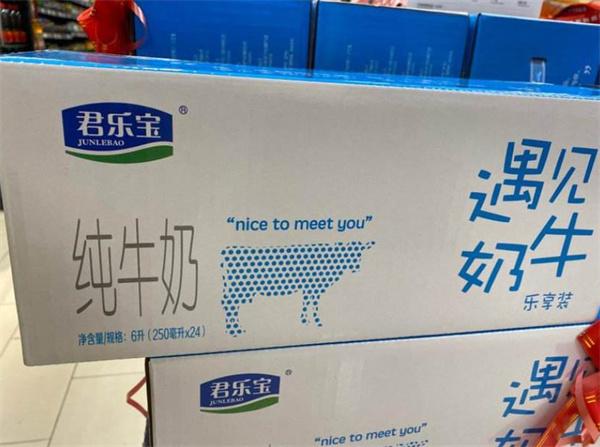 君乐宝
®
JUNLEBAO
纯牛奶
净含量/规格: 6升 (250毫升x24)
“nice to meet you”
遇见
奶牛
乐享装
君乐宝
®
JUNLEBAO
遇见
“nice to meet you”